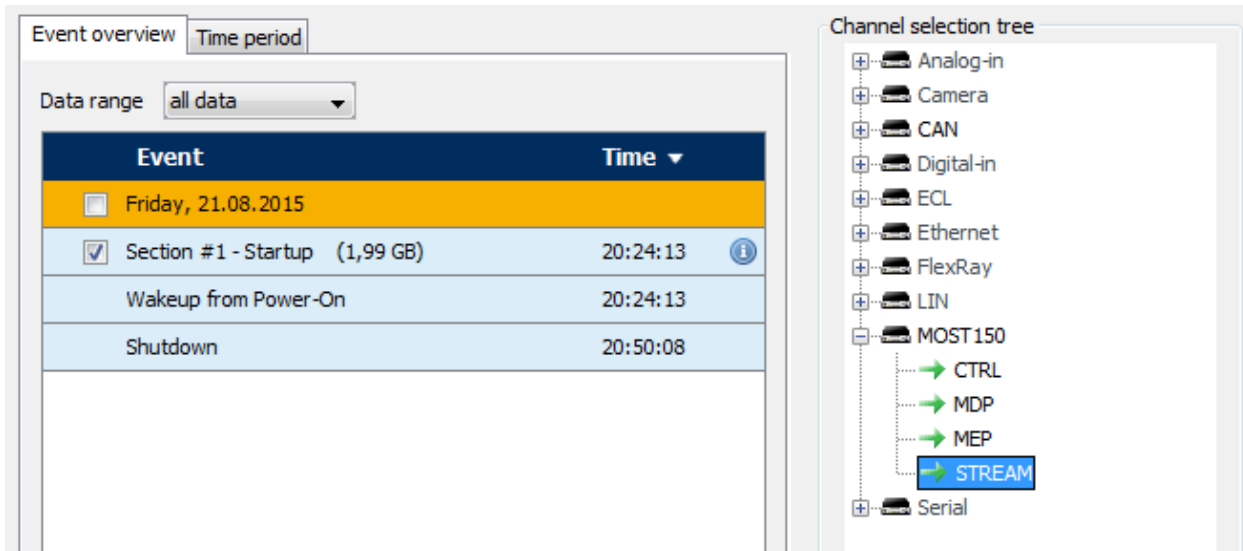 Event overview
Time period
Data range all data
Event Time
Friday, 21.08.2015
Section #1 - Startup (1,99 GB) 20:24:13
Wakeup from Power-On 20:24:13
Shutdown 20:50:08
Channel selection tree
Analog-in
Camera
CAN
Digital-in
ECL
Ethernet
FlexRay
LIN
MOST150
CTRL
MDP
MEP
STREAM
Serial